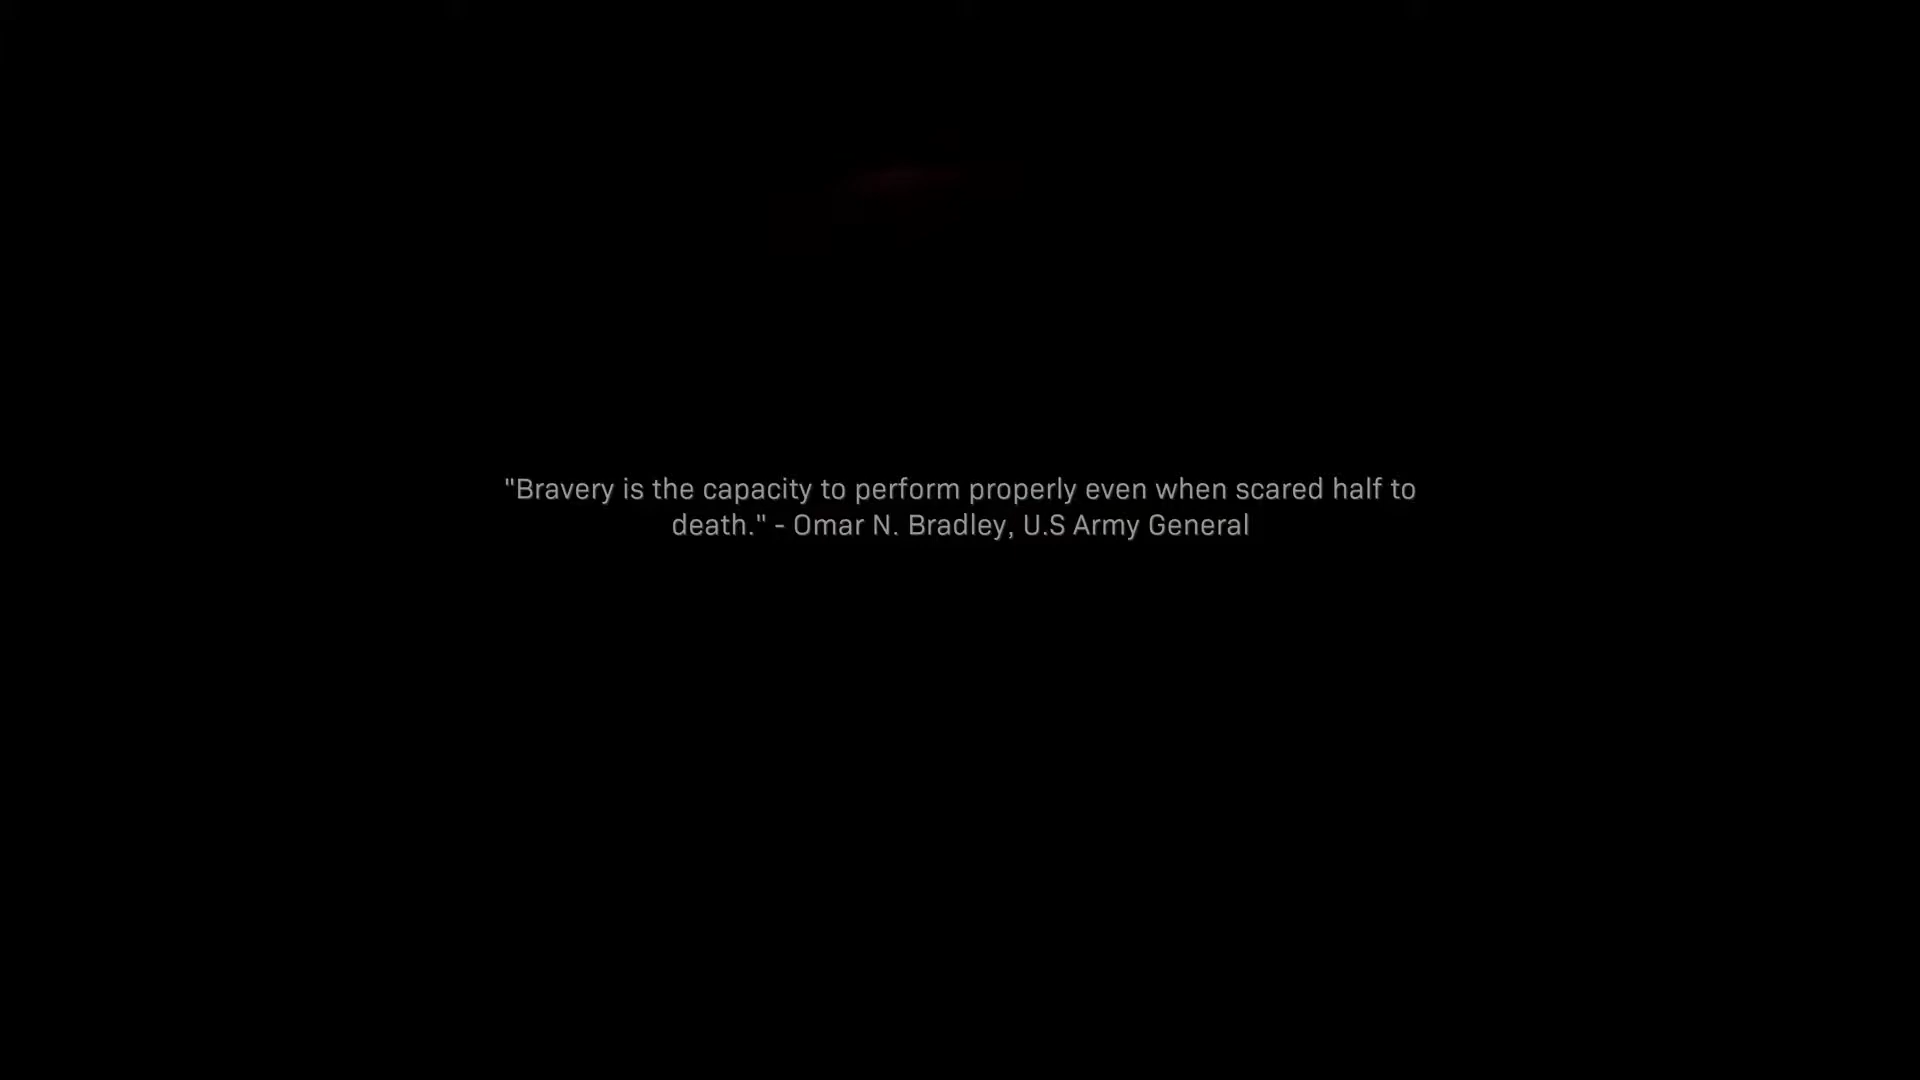 "Bravery is the capacity to perform properly even when scared half to
death." - Omar N. Bradley, U.S Army General